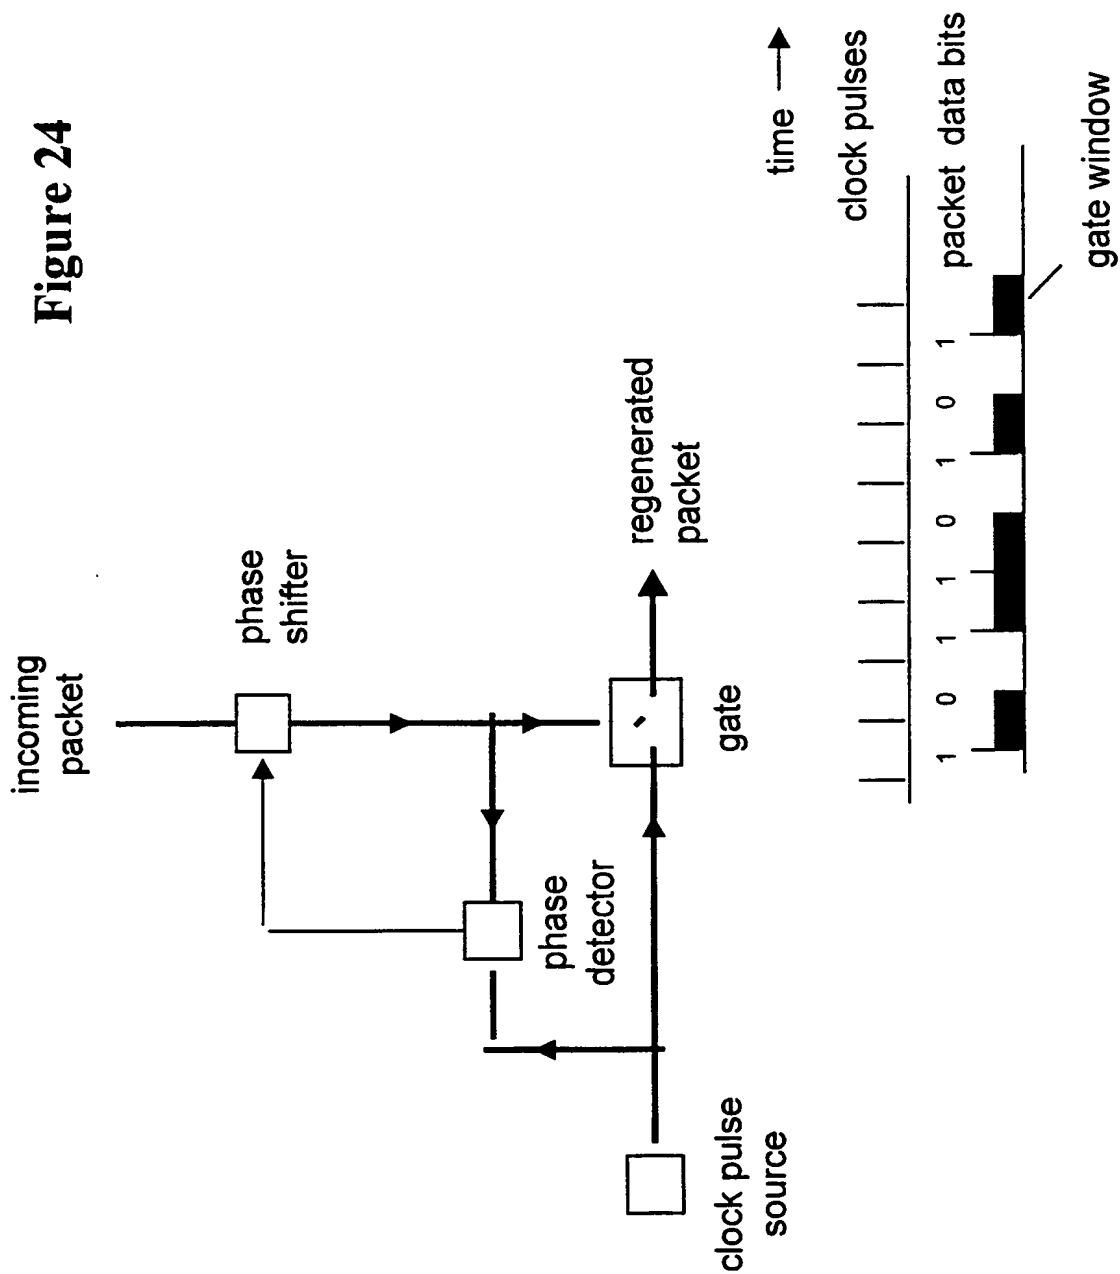 Figure 24
incoming
packet
phase
shifter
phase
detector
regenerated
packet
clock pulse
source
gate
time
clock pulses
1 0 1 1 0 1 0 1 packet data bits
gate window